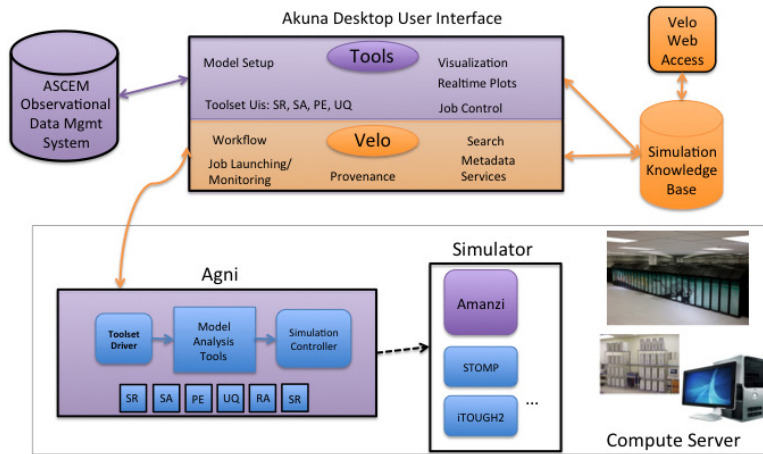 Akuna Desktop User Interface
ASCEM
Observational
Data Mgmt
System
Model Setup
Tools
Visualization
Realtime Plots
Toolset Uis: SR, SA, PE, UQ
Job Control
Workflow
Velo
Search
Job Launching/
Monitoring
Provenance
Metadata
Services
Velo
Web
Access
Simulation
Knowledge
Base
Agni
Toolset
Driver
Model
Analysis
Tools
Simulation
Controller
SR
SA
PE
UQ
RA
SR
Simulator
Amanzi
STOMP
iTOUGH2
...
Compute Server